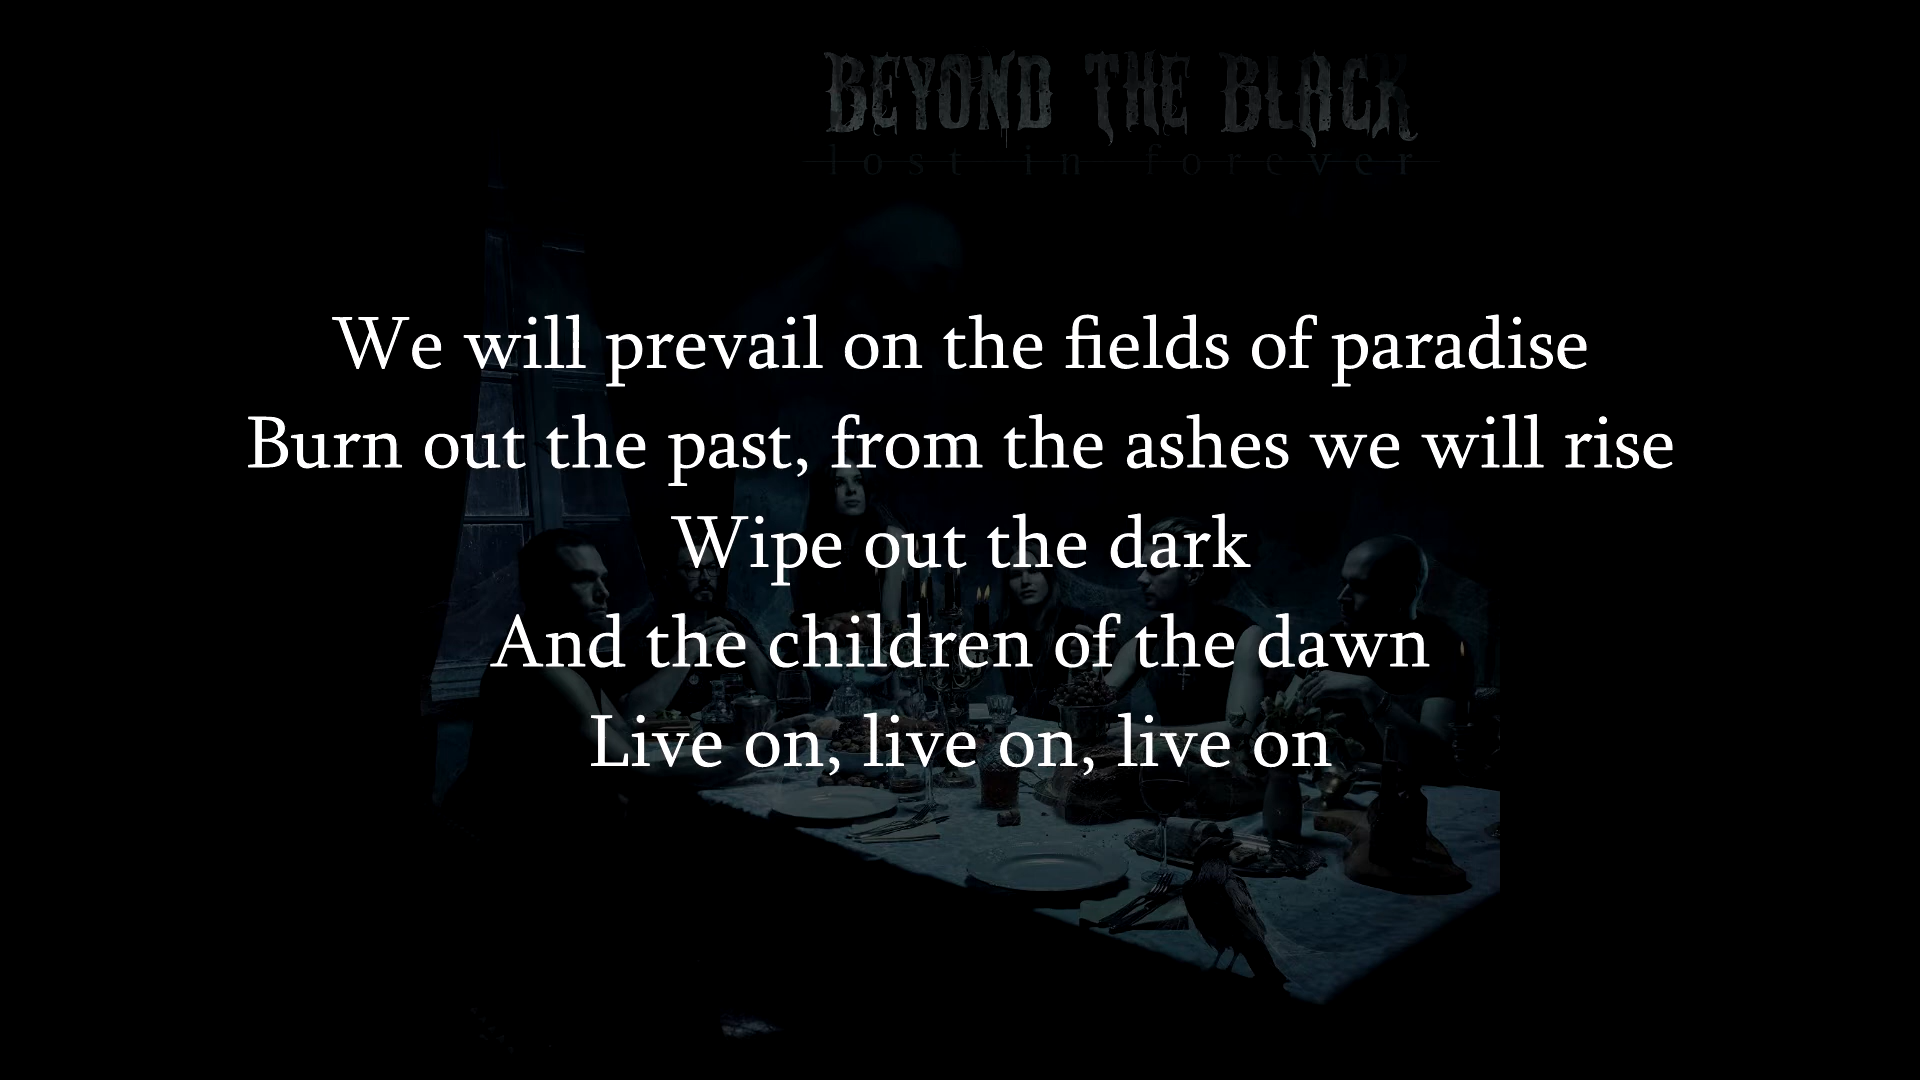 BEYOND THE BLACK
lost in forever
We will prevail on the fields of paradise
Burn out the past, from the ashes we will rise
Wipe out the dark
And the children of the dawn
Live on, live on, live on